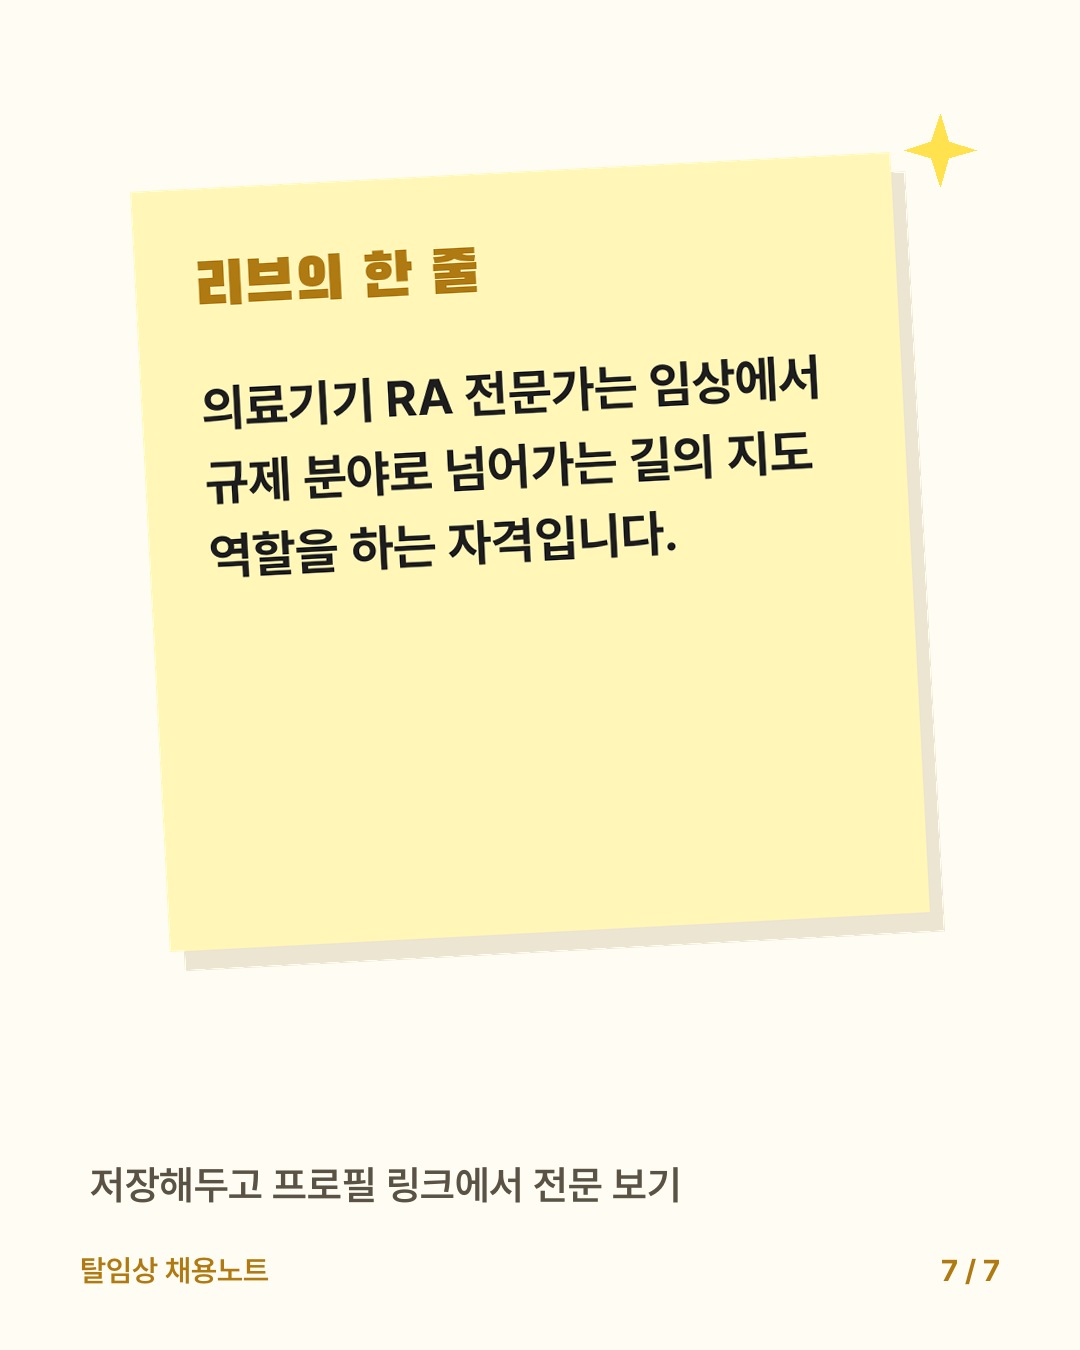 리브의 한 줄
의료기기 RA 전문가는 임상에서
규제 분야로 넘어가는 길의 지도
역할을 하는 자격입니다.
저장해두고 프로필 링크에서 전문 보기
탈임상 채용노트
7 / 7